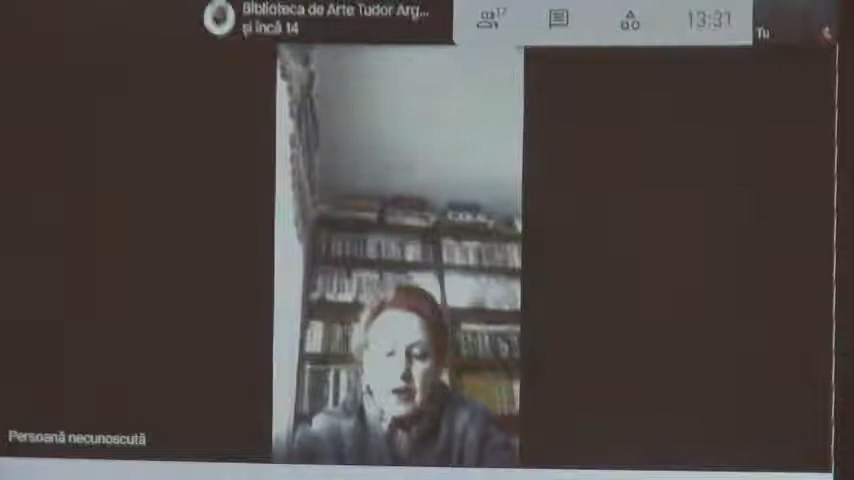 Biblioteca de Arte Tudor Arg...
și încă 14
17
13:31
Tu
Persoană necunoscută